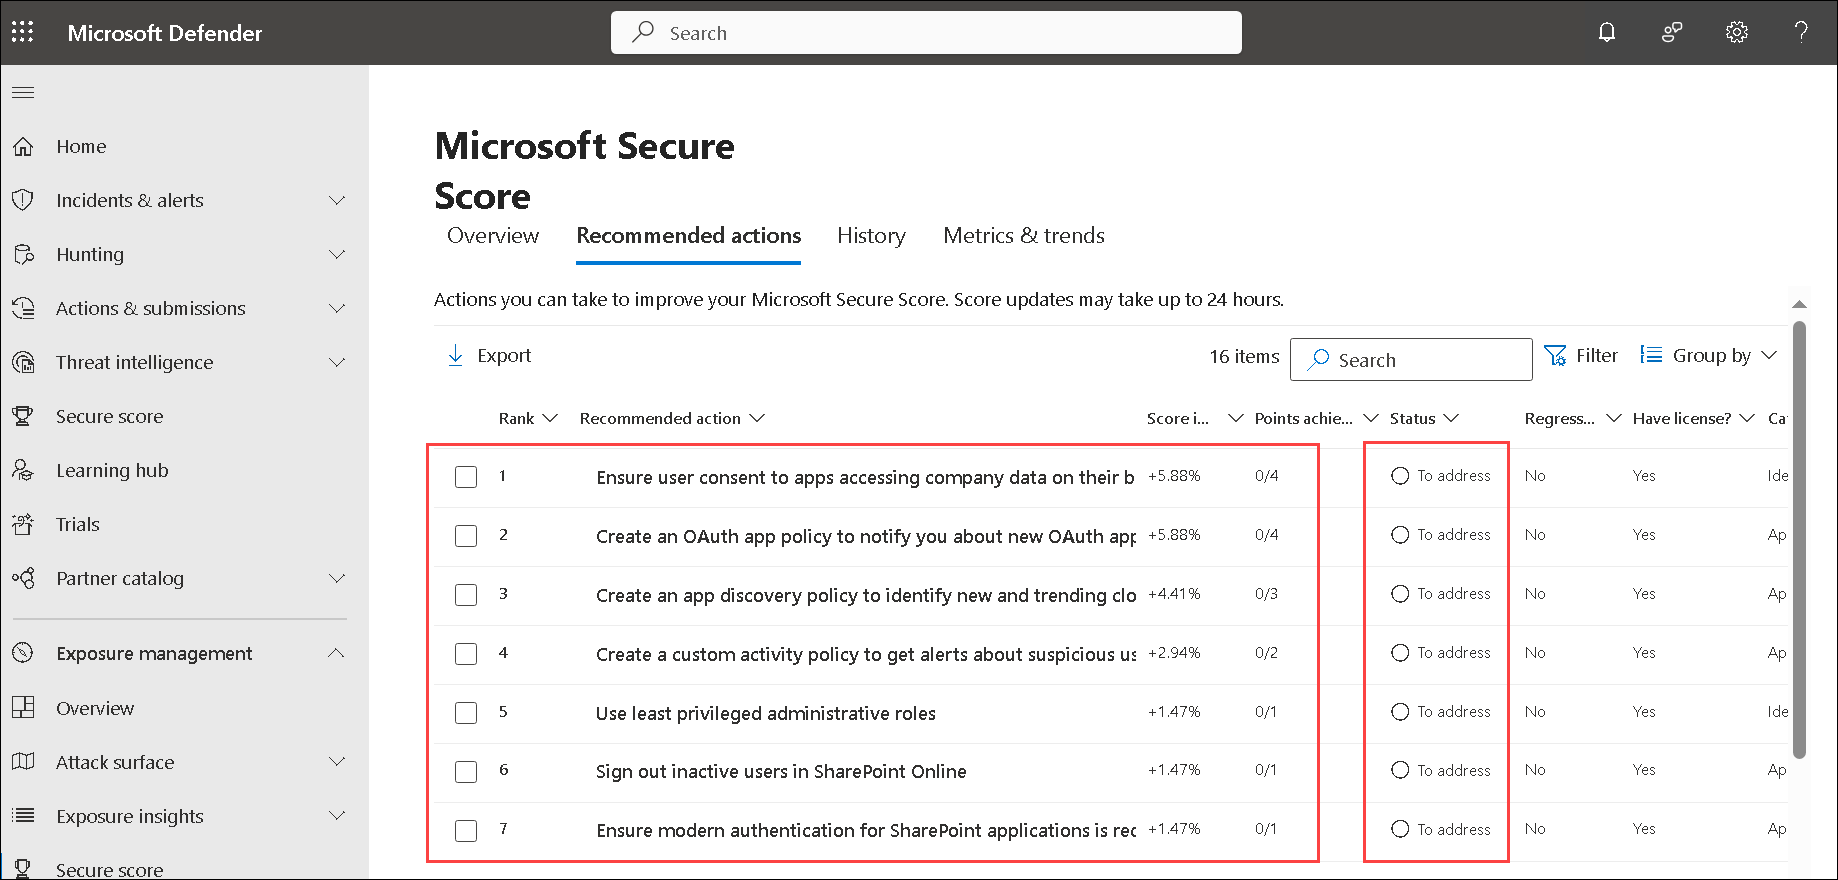 Microsoft Defender
Search
Home
Incidents & alerts
Hunting
Actions & submissions
Threat intelligence
Secure score
Learning hub
Trials
Partner catalog
Exposure management
Overview
Attack surface
Exposure insights
Secure score
Microsoft Secure
Score
Overview Recommended actions History Metrics & trends
Actions you can take to improve your Microsoft Secure Score. Score updates may take up to 24 hours.
Export 16 items Search Filter Group by
Rank Recommended action Score i... Points achie... Status Regress... Have license? Ca
1 Ensure user consent to apps accessing company data on their b +5.88% 0/4 To address No Yes Ide
2 Create an OAuth app policy to notify you about new OAuth app +5.88% 0/4 To address No Yes Ap
3 Create an app discovery policy to identify new and trending clo +4.41% 0/3 To address No Yes Ap
4 Create a custom activity policy to get alerts about suspicious us +2.94% 0/2 To address No Yes Ap
5 Use least privileged administrative roles +1.47% 0/1 To address No Yes Ide
6 Sign out inactive users in SharePoint Online +1.47% 0/1 To address No Yes Ap
7 Ensure modern authentication for SharePoint applications is rec +1.47% 0/1 To address No Yes Ap